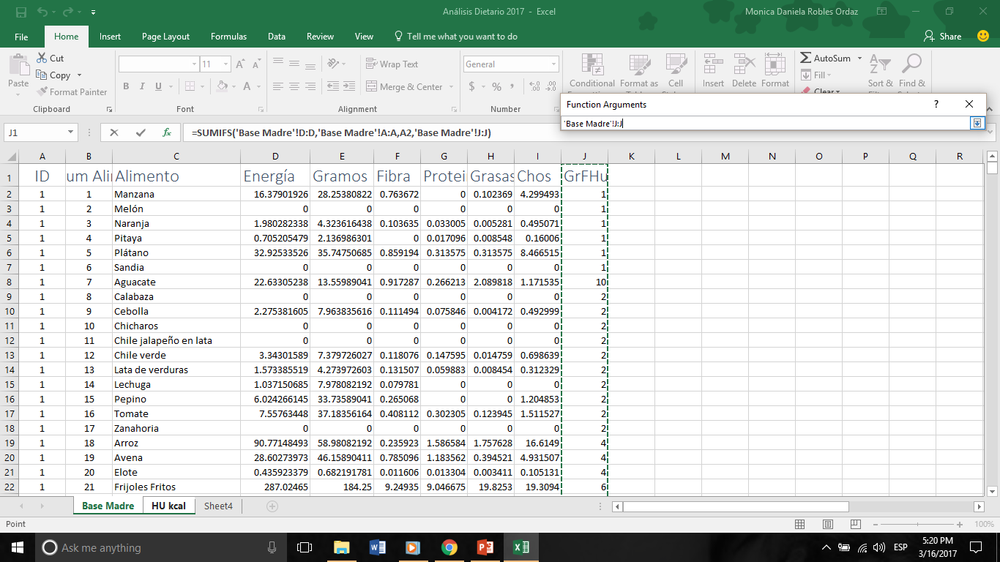 Análisis Dietario 2017 - Excel
Monica Daniela Robles Ordaz
File Home Insert Page Layout Formulas Data Review View Tell me what you want to do Share
Cut
Copy
Format Painter
Paste
11
Wrap Text
Merge & Center
General
Conditional Format as Cell
Insert Delete Format
AutoSum
Fill
Clear
Sort & Find &
Clipboard Font Alignment Number
Function Arguments ? ×
'Base Madre'!J:J
J1 =SUMIFS('Base Madre'!D:D,'Base Madre'!A:A,A2,'Base Madre'!J:J)
A B C D E F G H I J K L M N O P Q R
1 ID um Ali Alimento Energía Gramos Fibra Protei Grasas Chos GrFHu
2 1 1 Manzana 16.37901926 28.25380822 0.763672 0 0.102369 4.299493 1
3 1 2 Melón 0 0 0 0 0 0 1
4 1 3 Naranja 1.980282338 4.323616438 0.103635 0.033005 0.005281 0.495071 1
5 1 4 Pitaya 0.705205479 2.136986301 0 0.017096 0.008548 0.16006 1
6 1 5 Plátano 32.92533526 35.74750685 0.859194 0.313575 0.313575 8.466515 1
7 1 6 Sandia 0 0 0 0 0 0 1
8 1 7 Aguacate 22.63305238 13.55989041 0.917287 0.266213 2.089818 1.171535 10
9 1 8 Calabaza 0 0 0 0 0 0 2
10 1 9 Cebolla 2.275381605 7.963835616 0.111494 0.075846 0.004172 0.492999 2
11 1 10 Chicharos 0 0 0 0 0 0 2
12 1 11 Chile jalapeño en lata 0 0 0 0 0 0 2
13 1 12 Chile verde 3.34301589 7.379726027 0.118076 0.147595 0.014759 0.698639 2
14 1 13 Lata de verduras 1.573385519 4.273972603 0.131507 0.059883 0.008454 0.312329 2
15 1 14 Lechuga 1.037150685 7.978082192 0.079781 0 0 0 2
16 1 15 Pepino 6.024266145 33.73589041 0.265068 0 0 1.204853 2
17 1 16 Tomate 7.55763448 37.18356164 0.408112 0.302305 0.123945 1.511527 2
18 1 17 Zanahoria 0 0 0 0 0 0 2
19 1 18 Arroz 90.77148493 58.98082192 0.235923 1.586584 1.757628 16.6149 4
20 1 19 Avena 28.60273973 46.15890411 0.785096 1.183562 0.394521 4.931507 4
21 1 20 Elote 0.435923379 0.682191781 0.011606 0.013304 0.003411 0.105131 4
22 1 21 Frijoles Fritos 287.02465 184.25 9.24935 9.046675 19.8253 19.3094 6
Base Madre HU kcal Sheet4
Point
100%
Ask me anything
ESP
5:20 PM
3/16/2017